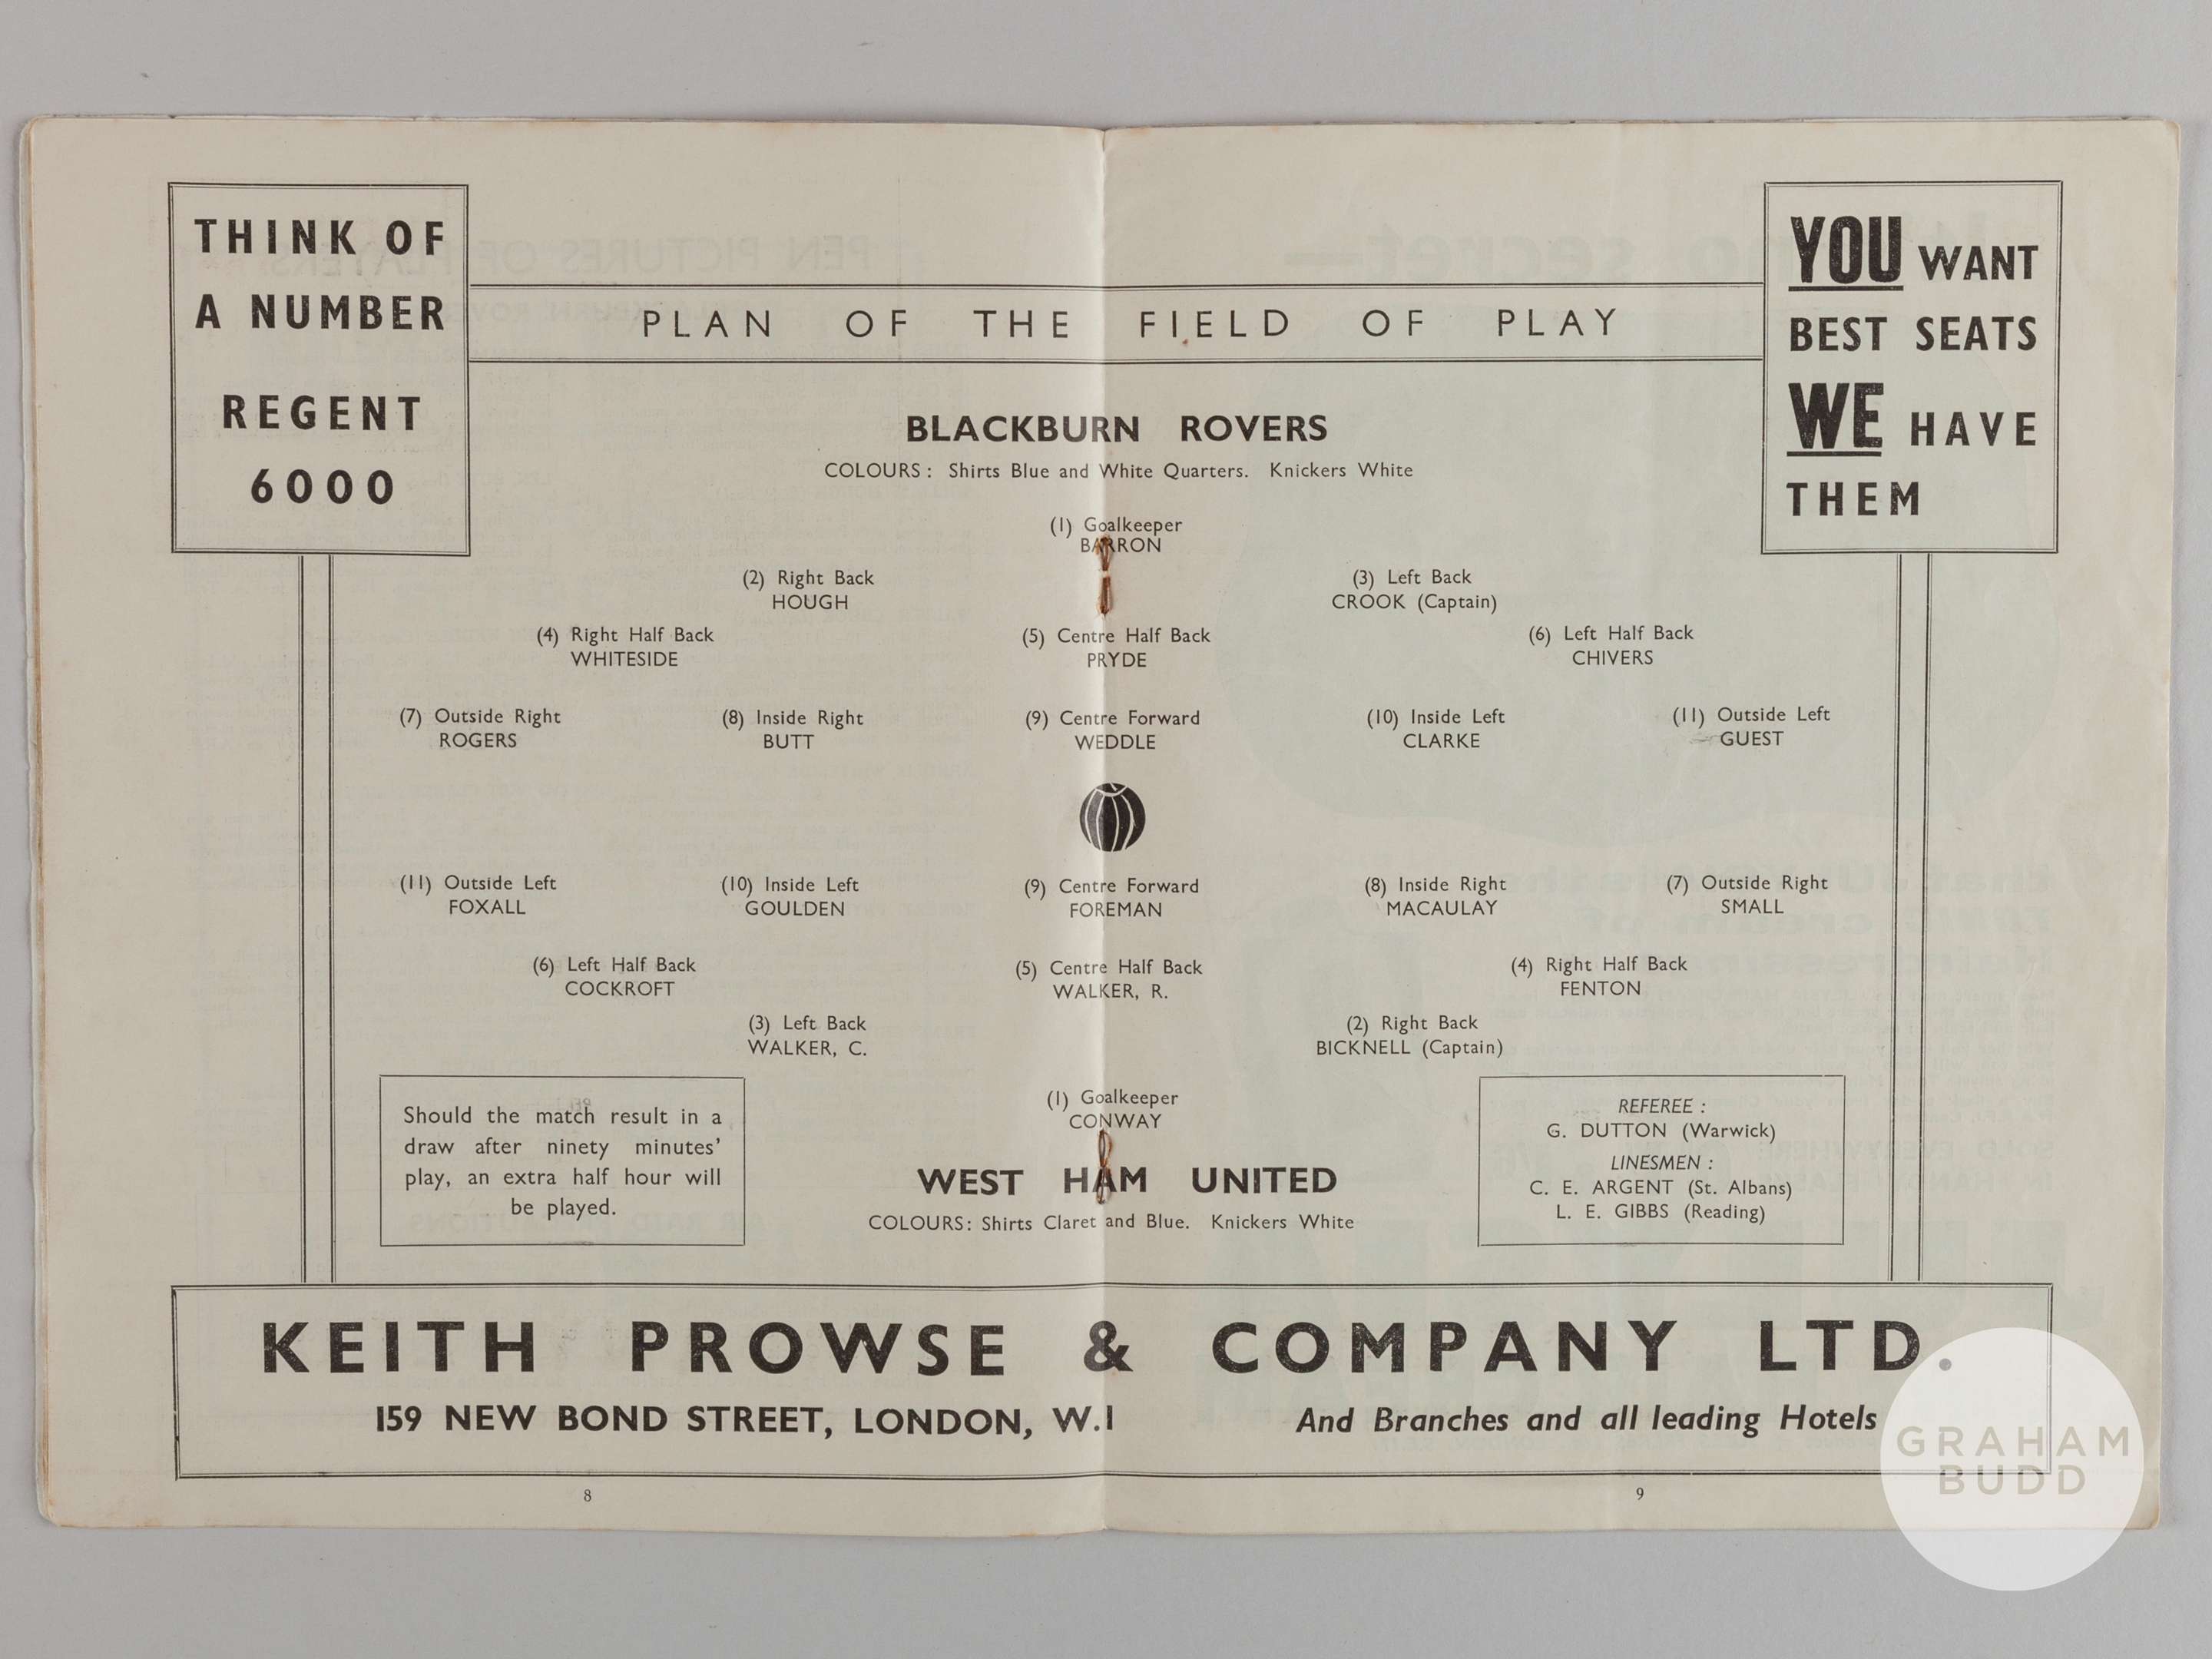 THINK OF
A NUMBER
REGENT
6000
YOU WANT
BEST SEATS
WE HAVE
THEM
PLAN OF THE FIELD OF PLAY
BLACKBURN ROVERS
COLOURS: Shirts Blue and White Quarters. Knickers White
(1) Goalkeeper
BARRON
(2) Right Back
HOUGH
(3) Left Back
CROOK (Captain)
(4) Right Half Back
WHITESIDE
(5) Centre Half Back
PRYDE
(6) Left Half Back
CHIVERS
(7) Outside Right
ROGERS
(8) Inside Right
BUTT
(9) Centre Forward
WEDDLE
(10) Inside Left
CLARKE
(11) Outside Left
GUEST
(11) Outside Left
FOXALL
(10) Inside Left
GOULDEN
(9) Centre Forward
FOREMAN
(8) Inside Right
MACAULAY
(7) Outside Right
SMALL
(6) Left Half Back
COCKROFT
(5) Centre Half Back
WALKER, R.
(4) Right Half Back
FENTON
(3) Left Back
WALKER, C.
(2) Right Back
BICKNELL (Captain)
(1) Goalkeeper
CONWAY
WEST HAM UNITED
COLOURS: Shirts Claret and Blue. Knickers White
Should the match result in a
draw after ninety minutes'
play, an extra half hour will
be played.
REFEREE:
G. DUTTON (Warwick)
LINESMEN:
C. E. ARGENT (St. Albans)
L. E. GIBBS (Reading)
KEITH PROWSE & COMPANY LTD.
159 NEW BOND STREET, LONDON, W.1
And Branches and all leading Hotels
8
9
GRAHAM
BUDD